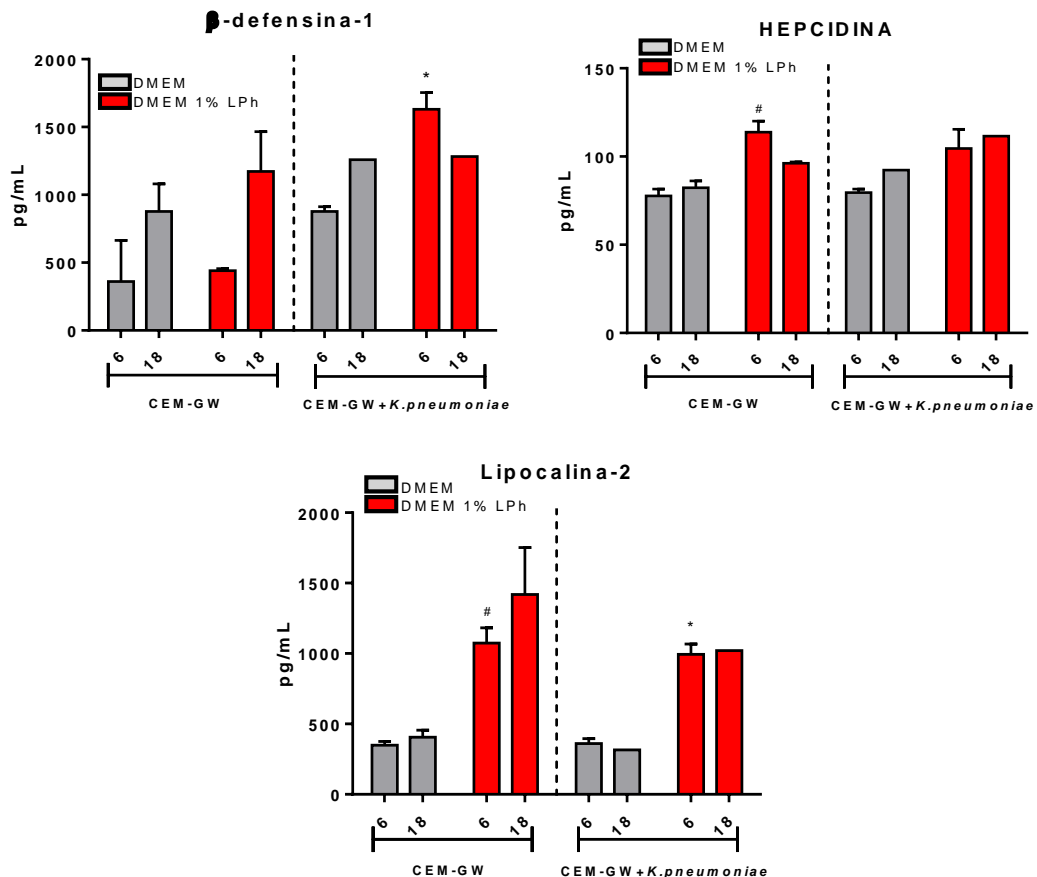 β-defensina-1
DMEM
DMEM 1% LPh
pg/mL
2000
1500
1000
500
0
*
6 18 6 18 6 18 6 18
CEM-GW CEM-GW+K.pneumoniae
HEPCIDINA
DMEM
DMEM 1% LPh
pg/mL
150
100
50
0
#
6 18 6 18 6 18 6 18
CEM-GW CEM-GW+K.pneumoniae
Lipocalina-2
DMEM
DMEM 1% LPh
pg/mL
2000
1500
1000
500
0
# *
6 18 6 18 6 18 6 18
CEM-GW CEM-GW+K.pneumoniae